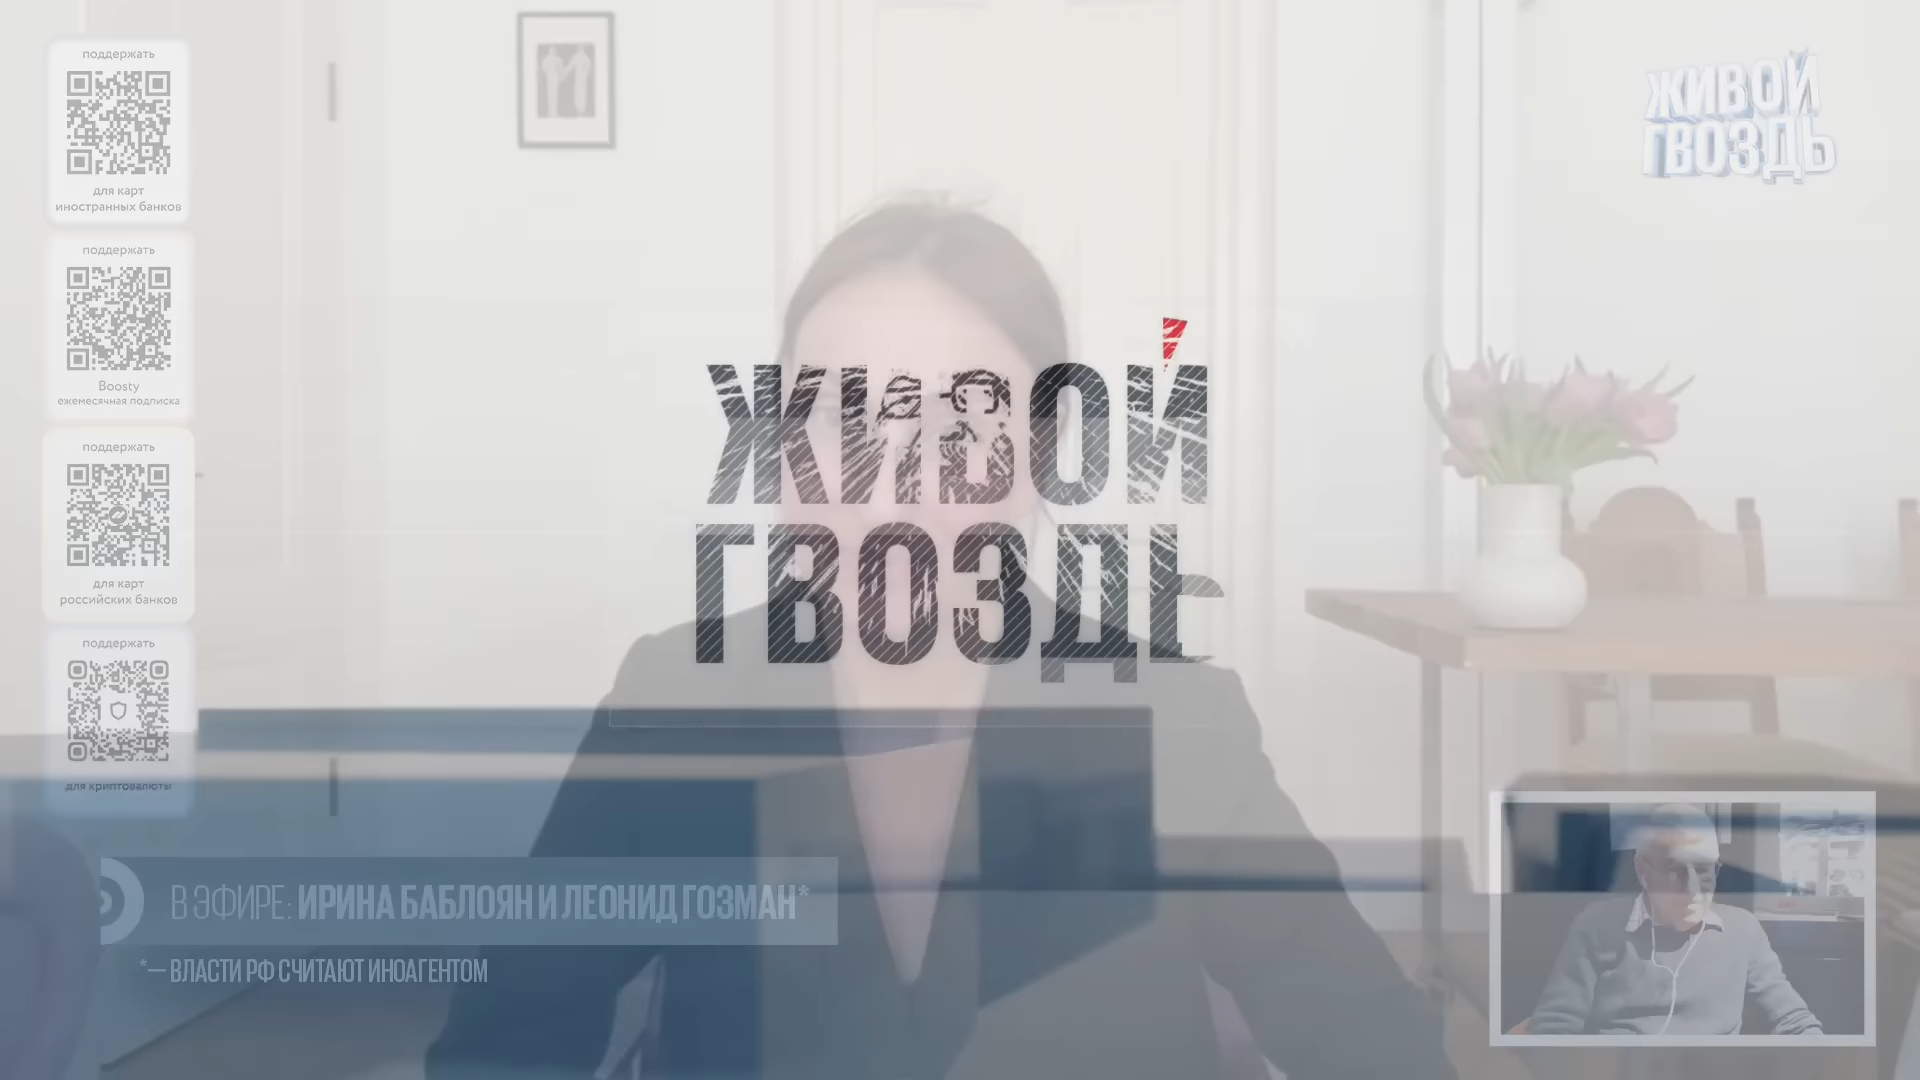 поддержать
для карт
иностранных банков
поддержать
Boosty
ежемесячная подписка
поддержать
для карт
российских банков
поддержать
для криптовалюты
ЖИВОЙ
ГВОЗДЬ
ЖИВОЙ
ГВОЗДЬ
В ЭФИРЕ: ИРИНА БАБЛОЯН И ЛЕОНИД ГОЗМАН*
*– ВЛАСТИ РФ СЧИТАЮТ ИНОАГЕНТОМ